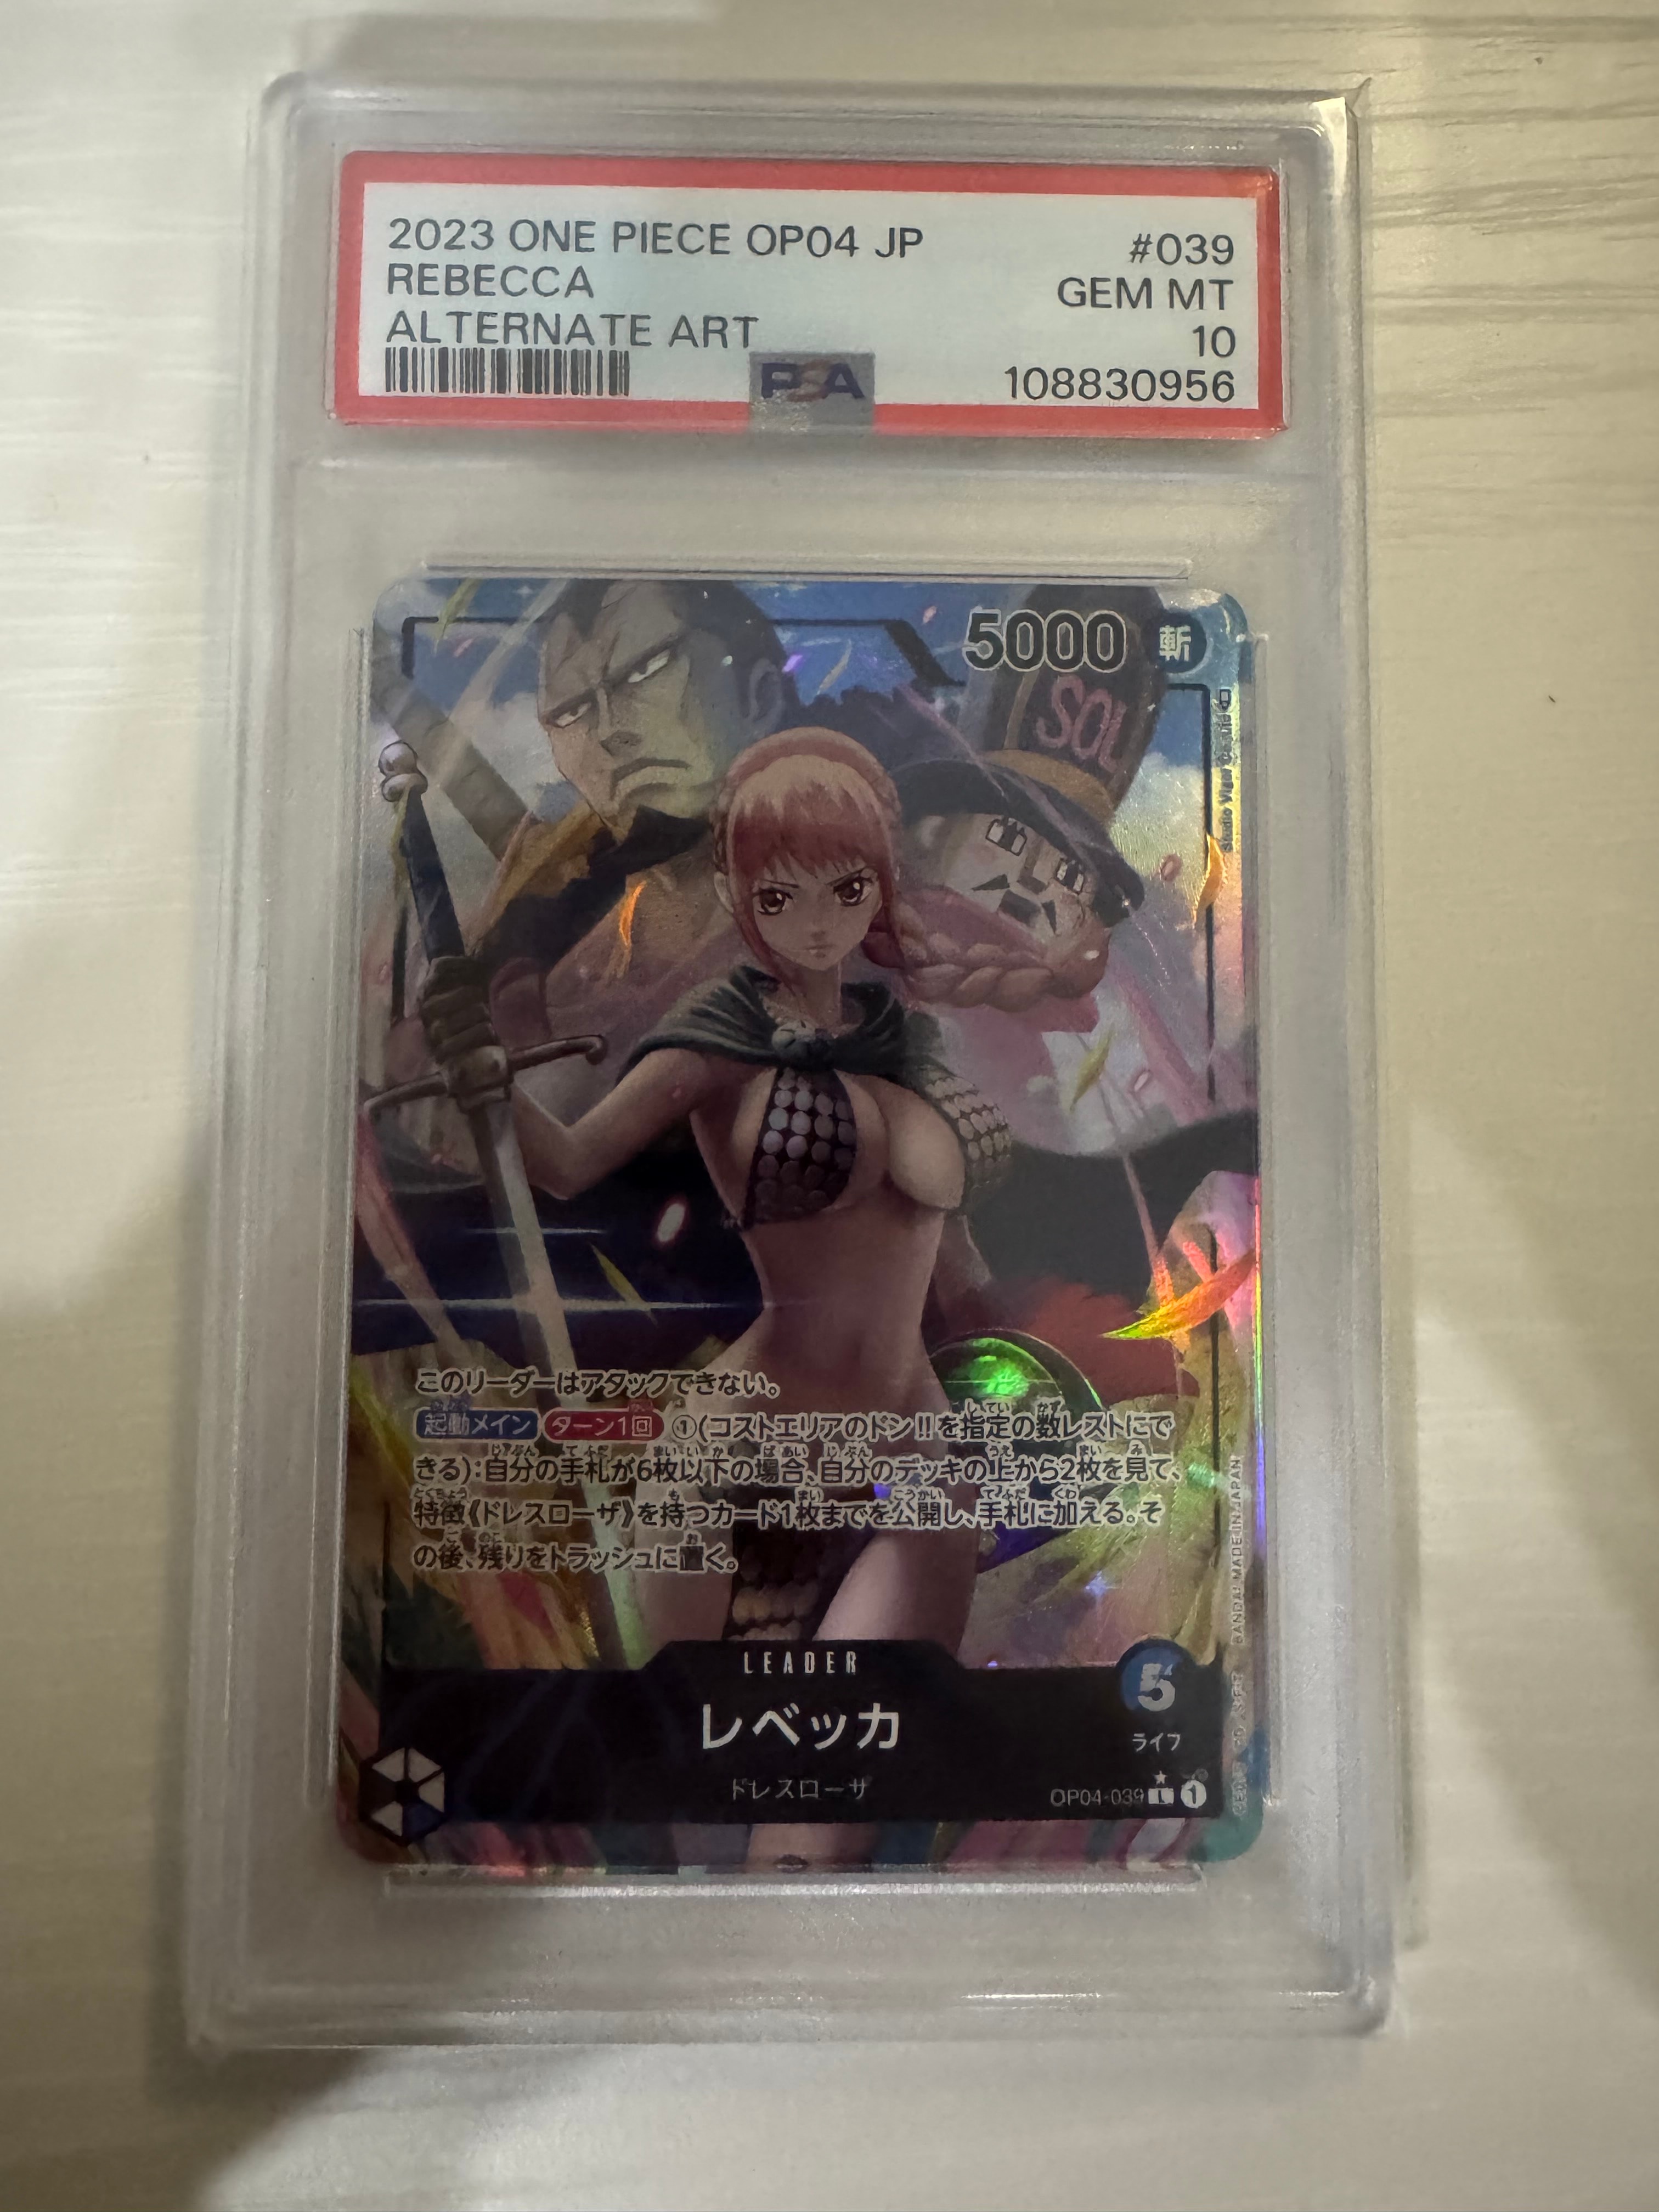 2023 ONE PIECE OP04 JP #039
REBECCA GEM MT
ALTERNATE ART 10
PSA 108830956
5000 斬
SOL
このリーダーはアタックできない。
起動メイン ターン1回 ①(コストエリアのドン!!を指定の数レストにで
きる):自分の手札が6枚以下の場合、自分のデッキの上から2枚を見て、
特徴《ドレスローザ》を持つカード1枚までを公開し、手札に加える。そ
の後、残りをトラッシュに置く。
LEADER
5
レベッカ
ライフ
ドレスローザ
OP04-039 L 1
BANDAI MADE IN JAPAN